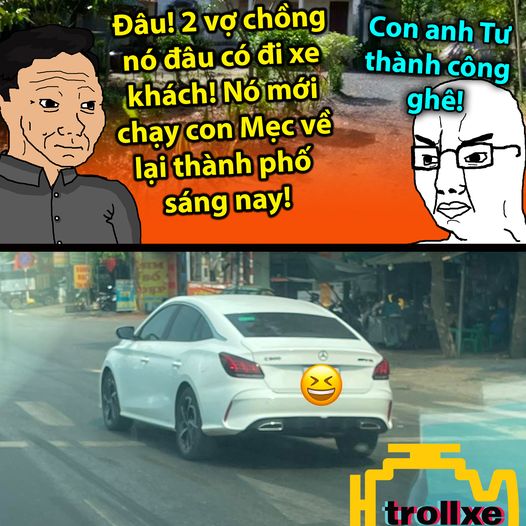 Đâu! 2 vợ chồng
nó đâu có đi xe
khách! Nó mới
chạy con Mẹc về
lại thành phố
sáng nay!
Con anh Tư
thành công
ghê!
trollxe